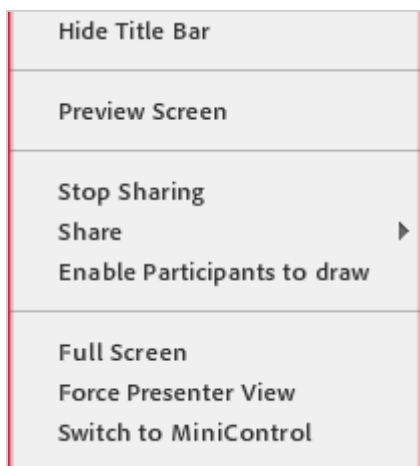 Hide Title Bar
Preview Screen
Stop Sharing
Share
Enable Participants to draw
Full Screen
Force Presenter View
Switch to MiniControl